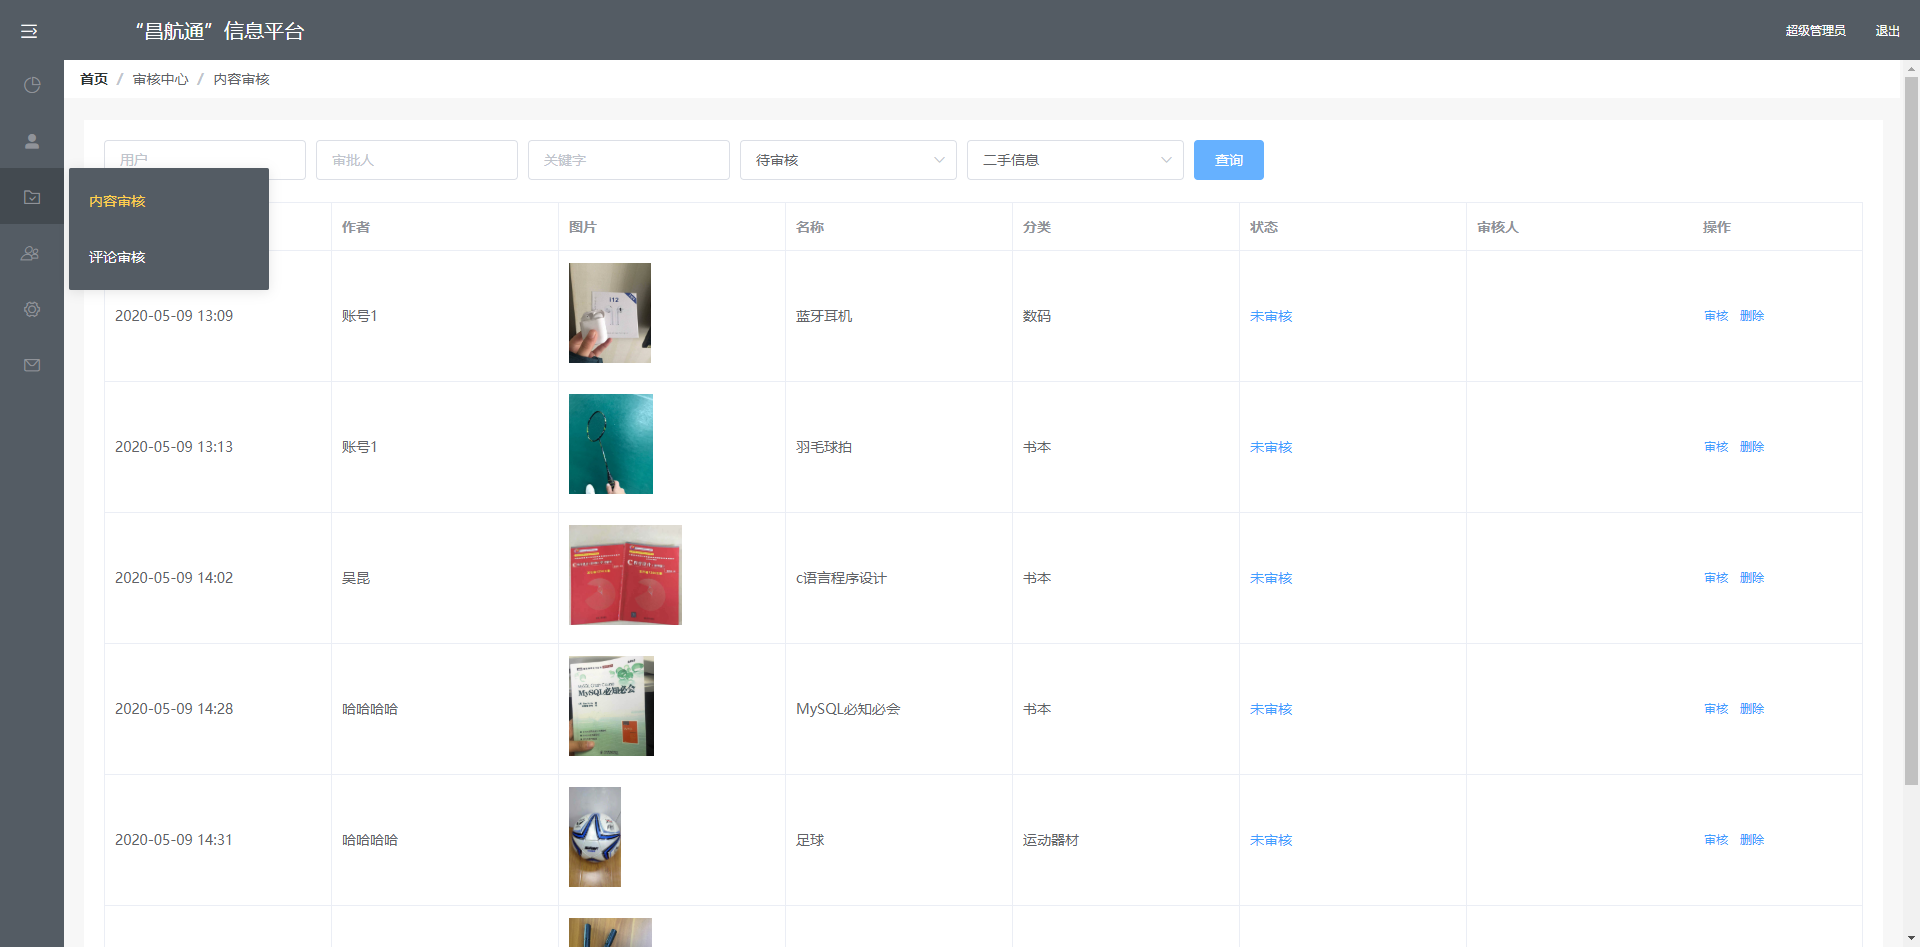 “昌航通”信息平台
超级管理员 退出
首页 / 审核中心 / 内容审核
用户 审批人 关键字 待审核 二手信息 查询
内容审核
评论审核
作者 图片 名称 分类 状态 审核人 操作
2020-05-09 13:09 账号1 蓝牙耳机 数码 未审核 审核 删除
i12
2020-05-09 13:13 账号1 羽毛球拍 书本 未审核 审核 删除
2020-05-09 14:02 吴昆 c语言程序设计 书本 未审核 审核 删除
2020-05-09 14:28 哈哈哈哈 MySQL必知必会 书本 未审核 审核 删除
MySQL必知必会
2020-05-09 14:31 哈哈哈哈 足球 运动器材 未审核 审核 删除